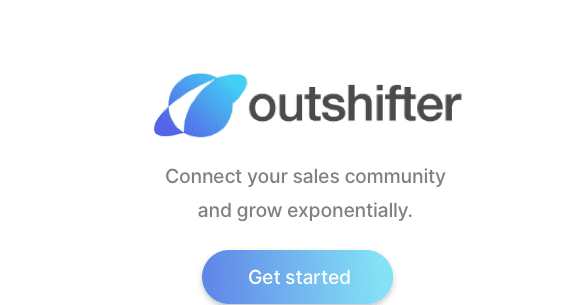 outshifter
Connect your sales community
and grow exponentially.
Get started